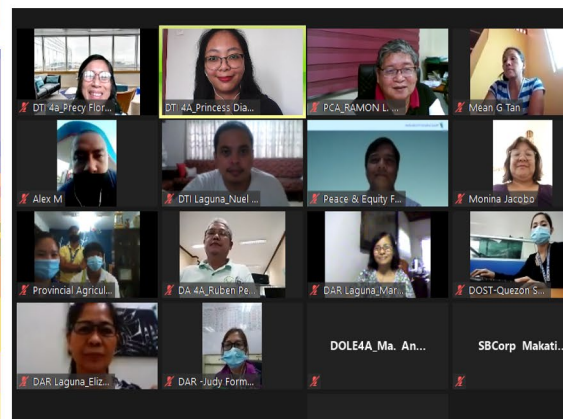 DTI 4a_Precy Flor...
DTI 4A_Princess Dia...
PCA_RAMON L. ...
Mean G Tan
Alex M
DTI Laguna_Nuel ...
Peace & Equity F...
Monina Jacobo
Provincial Agricul...
DA 4A_Ruben Pe...
DAR Laguna_Mar...
DOST-Quezon S...
DAR Laguna_Eliz...
DAR -Judy Form...
DOLE4A_Ma. An...
SBCorp Makati...